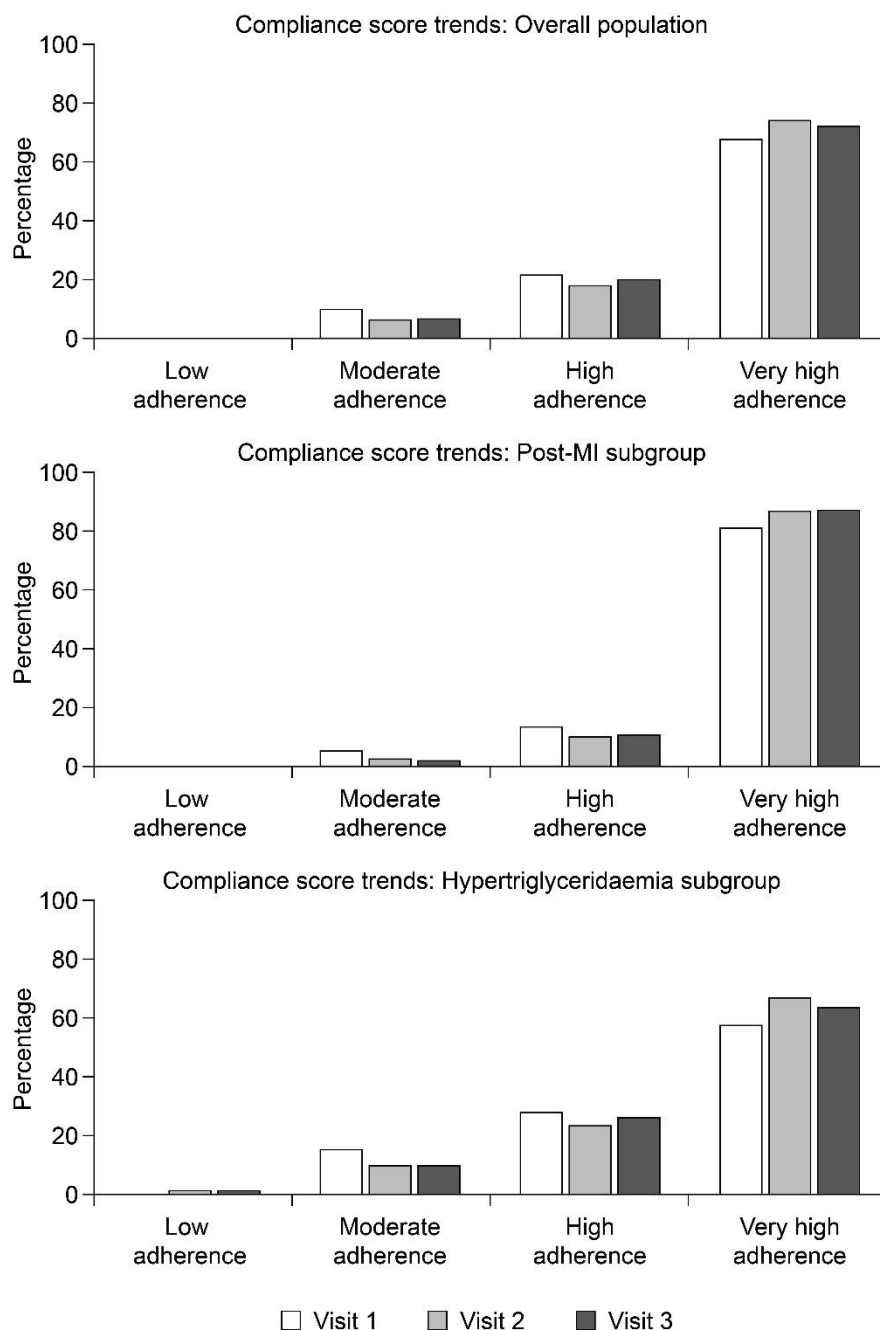 Compliance score trends: Overall population
100
80
60
40
20
0
Percentage
Low adherence
Moderate adherence
High adherence
Very high adherence
Compliance score trends: Post-MI subgroup
100
80
60
40
20
0
Percentage
Low adherence
Moderate adherence
High adherence
Very high adherence
Compliance score trends: Hypertriglyceridaemia subgroup
100
80
60
40
20
0
Percentage
Low adherence
Moderate adherence
High adherence
Very high adherence
Visit 1 Visit 2 Visit 3